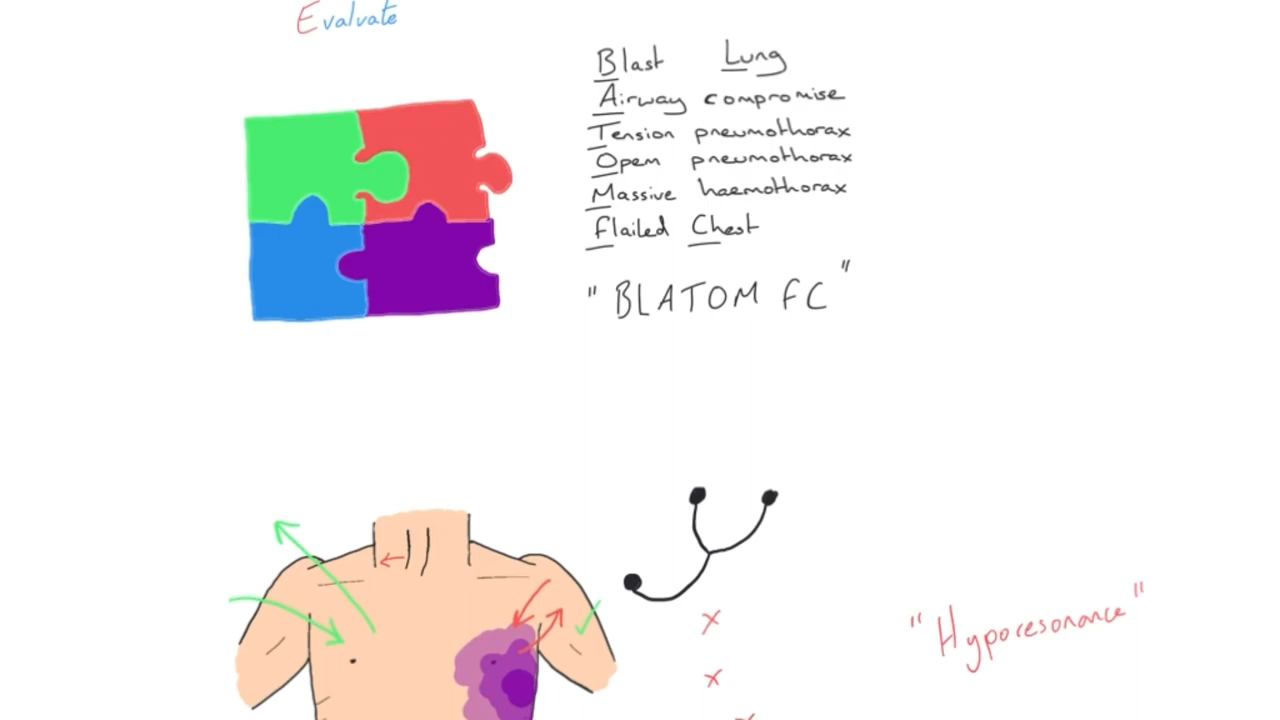 Evaluate
Blast Lung
Airway compromise
Tension pneumothorax
Open pneumothorax
Massive haemothorax
Flailed Chest
"BLATOM FC"
"Hyporesonance"